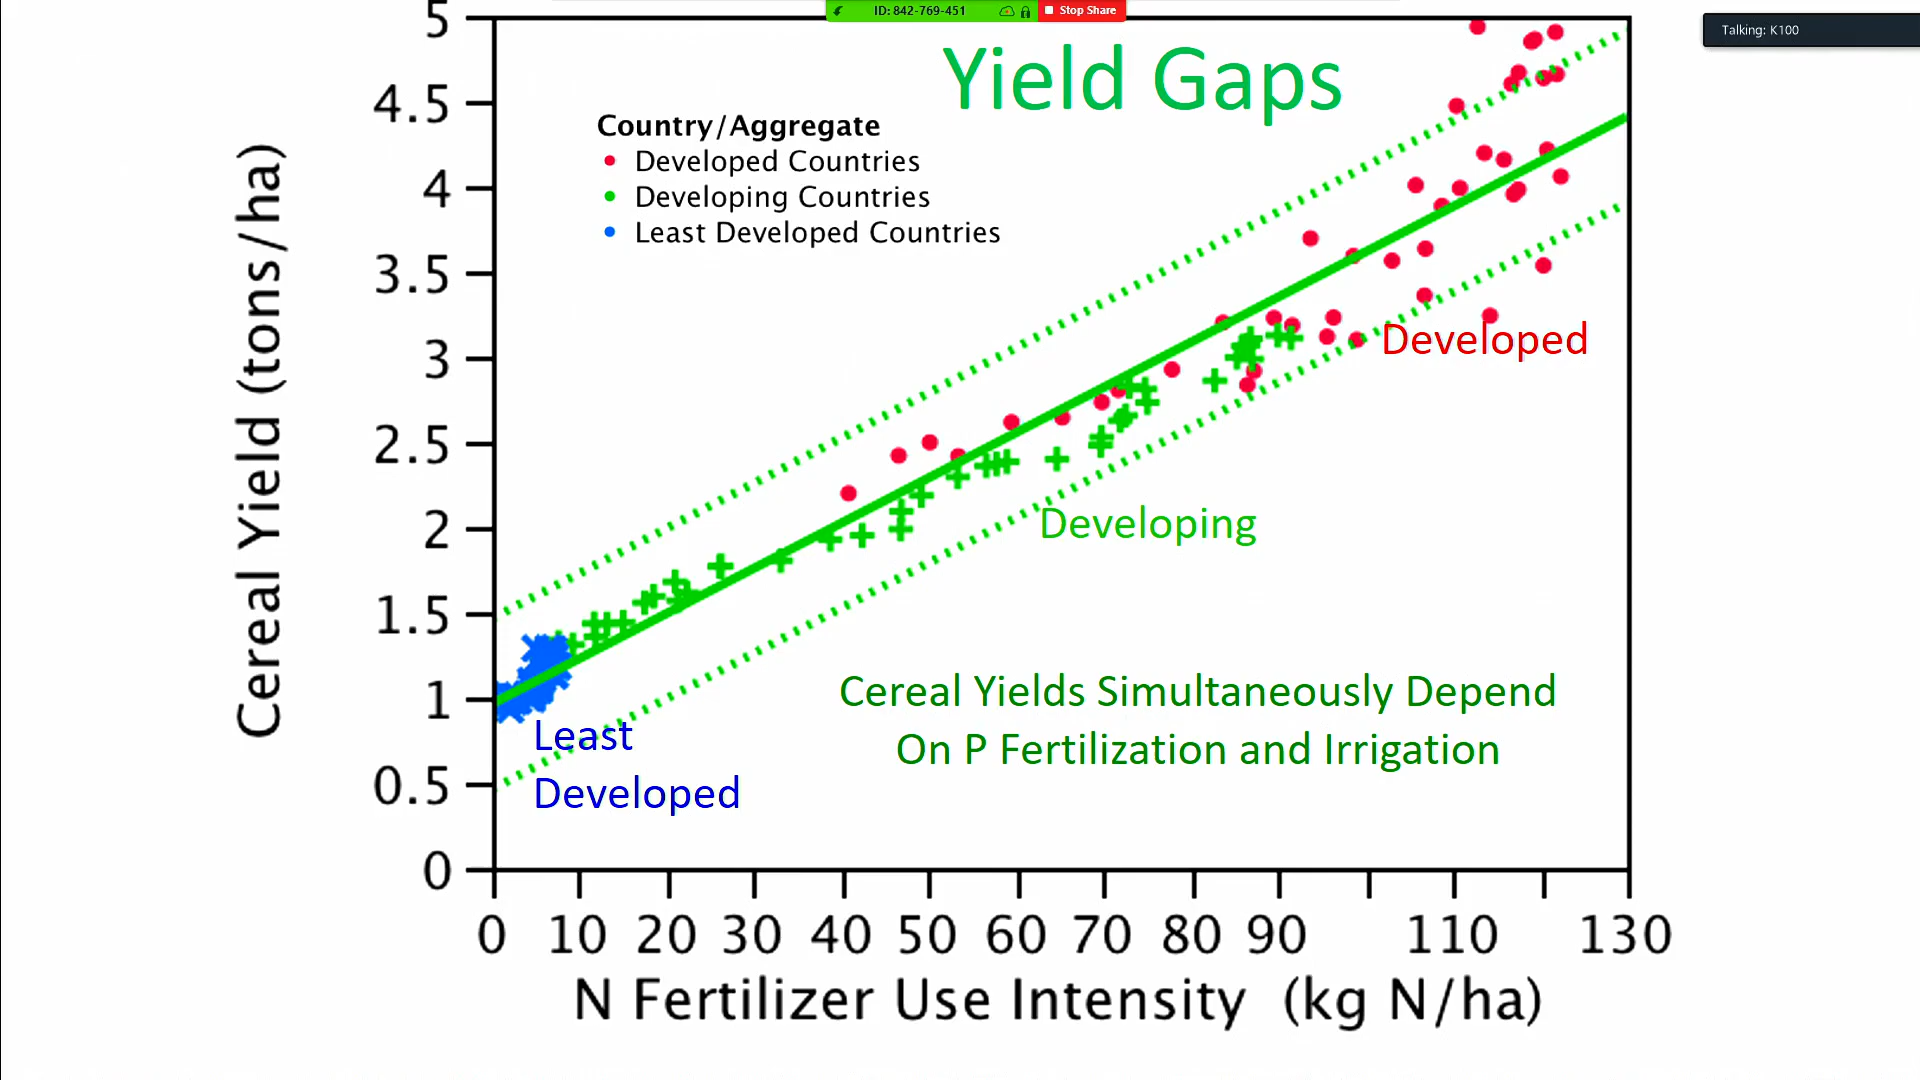 ID: 842-769-451
Stop Share
Talking: K100
Yield Gaps
Country/Aggregate
Developed Countries
Developing Countries
Least Developed Countries
Cereal Yield (tons/ha)
5
4.5
4
3.5
3
2.5
2
1.5
1
0.5
0
Developed
Developing
Cereal Yields Simultaneously Depend
On P Fertilization and Irrigation
Least
Developed
0 10 20 30 40 50 60 70 80 90 110 130
N Fertilizer Use Intensity (kg N/ha)